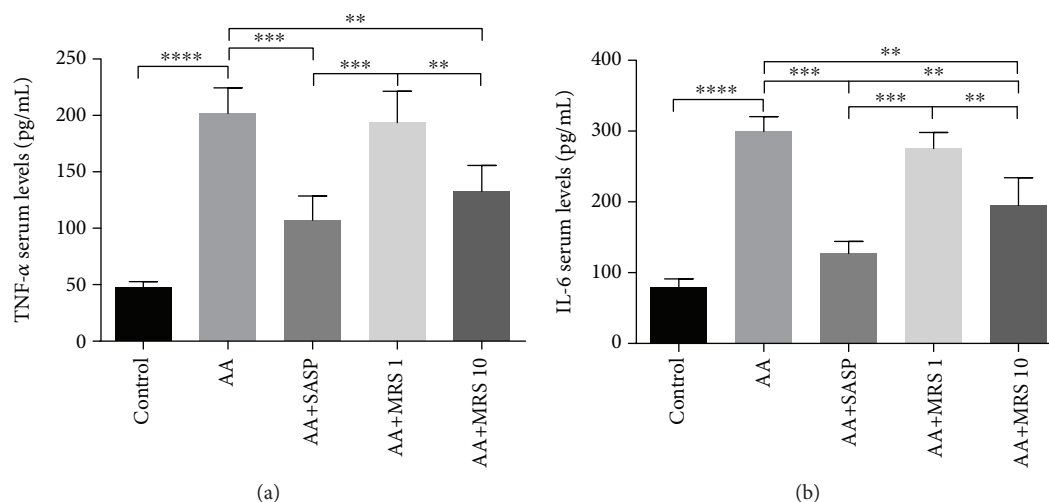 **
*** 
250
****
***
**
200
150
100
50
0
TNF-α serum levels (pg/mL)
Control
AA
AA+SASP
AA+MRS 1
AA+MRS 10
(a)
**
400
***
**
****
***
**
300
200
100
0
IL-6 serum levels (pg/mL)
Control
AA
AA+SASP
AA+MRS 1
AA+MRS 10
(b)